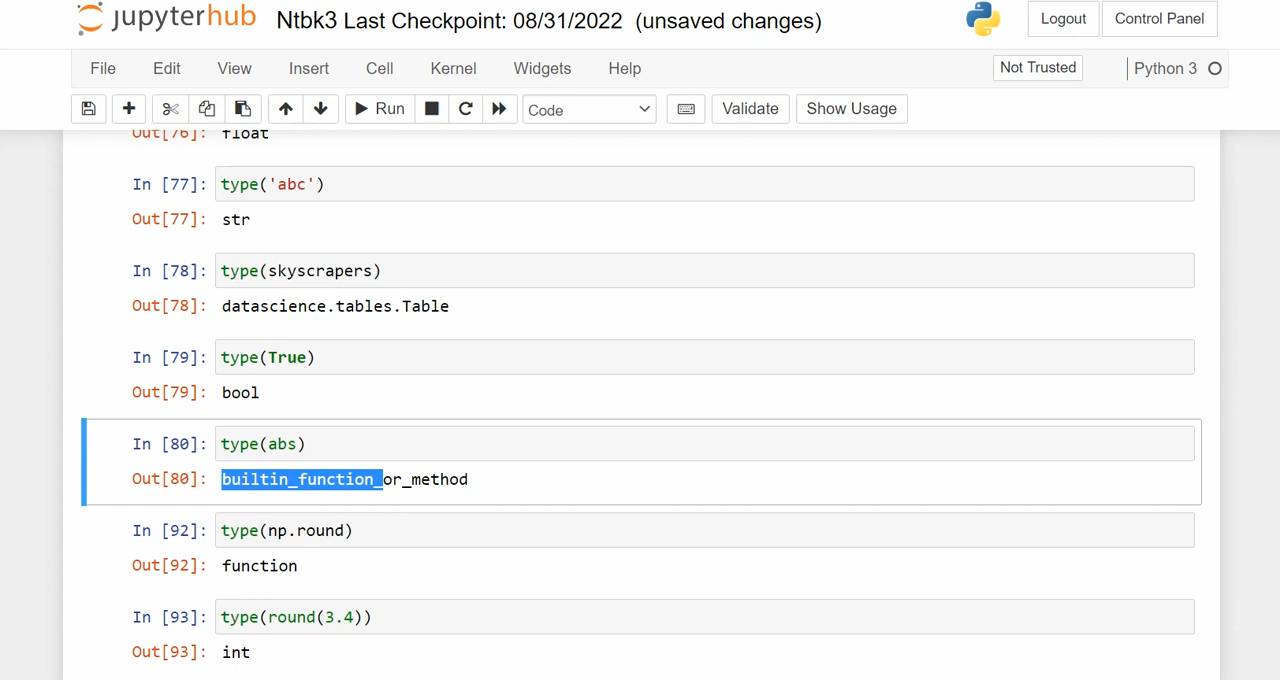 jupyterhub Ntbk3 Last Checkpoint: 08/31/2022 (unsaved changes) Logout Control Panel
File Edit View Insert Cell Kernel Widgets Help Not Trusted Python 3
Run Code Validate Show Usage
Out[76]: float
In [77]: type('abc')
Out[77]: str
In [78]: type(skyscrapers)
Out[78]: datascience.tables.Table
In [79]: type(True)
Out[79]: bool
In [80]: type(abs)
Out[80]: builtin_function_or_method
In [92]: type(np.round)
Out[92]: function
In [93]: type(round(3.4))
Out[93]: int